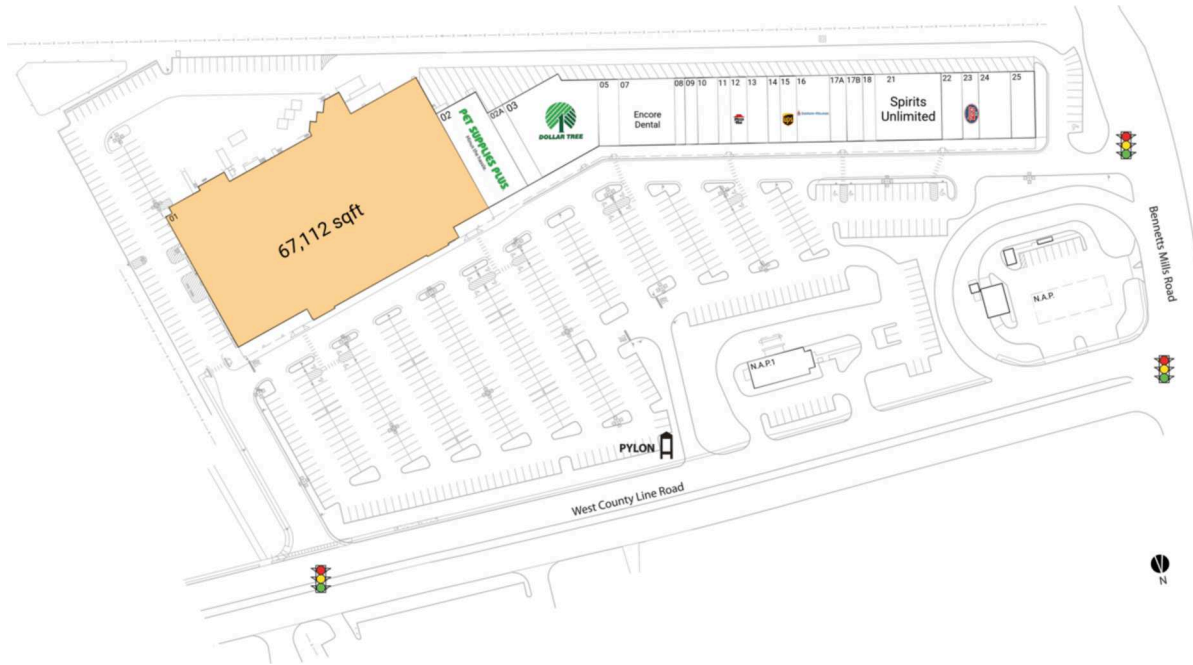 01
67,112 sqft
02
PET SUPPLIES PLUS
02A
03
DOLLAR TREE
05
07
Encore
Dental
08
09
10
11
12
13
14
15
16
17A
17B
18
21
Spirits
Unlimited
22
23
24
25
Bennetts Mills Road
N.A.P.
N.A.P.1
PYLON
West County Line Road
N